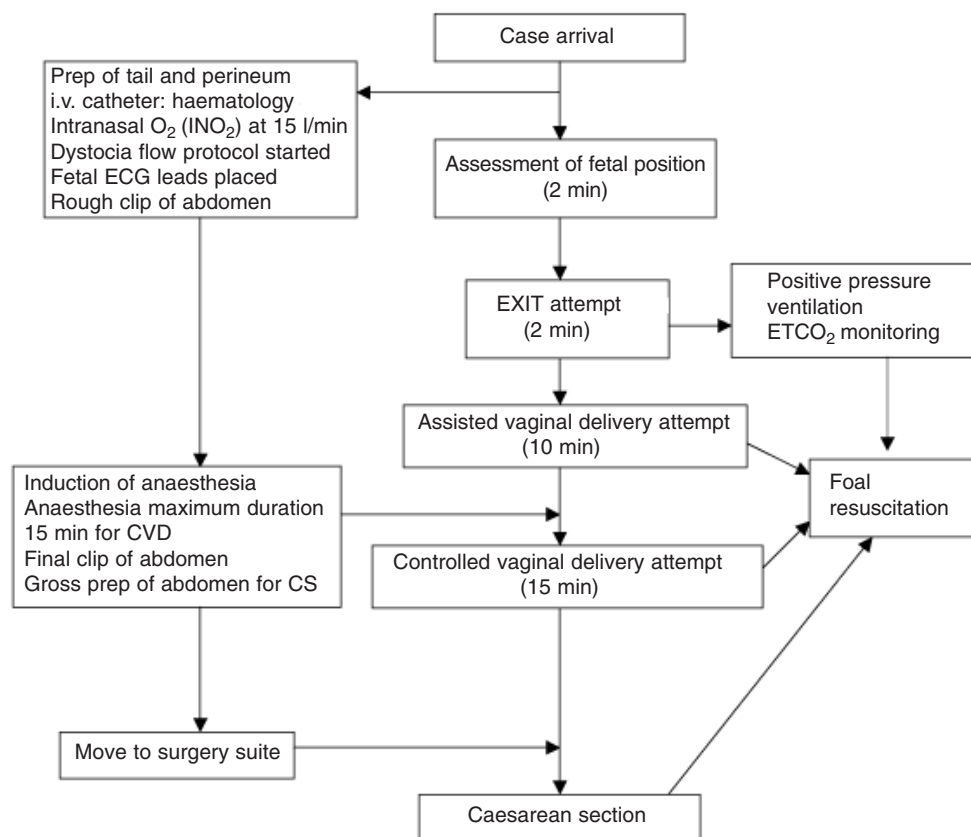 Case arrival
Prep of tail and perineum
i.v. catheter: haematology
Intranasal O₂ (INO₂) at 15 l/min
Dystocia flow protocol started
Fetal ECG leads placed
Rough clip of abdomen
Assessment of fetal position
(2 min)
EXIT attempt
(2 min)
Positive pressure
ventilation
ETCO₂ monitoring
Assisted vaginal delivery attempt
(10 min)
Foal
resuscitation
Induction of anaesthesia
Anaesthesia maximum duration
15 min for CVD
Final clip of abdomen
Gross prep of abdomen for CS
Controlled vaginal delivery attempt
(15 min)
Move to surgery suite
Caesarean section